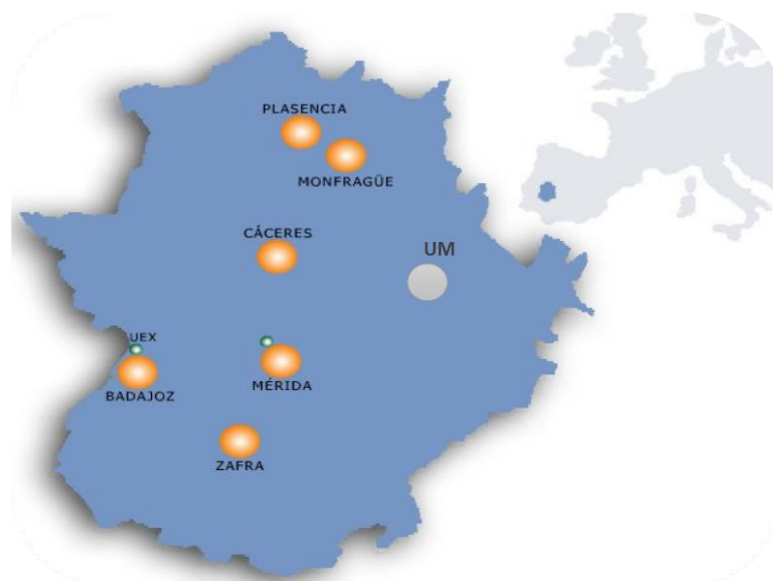 PLASENCIA
MONFRAGÜE
CÁCERES
UM
UEX
BADAJOZ
MÉRIDA
ZAFRA